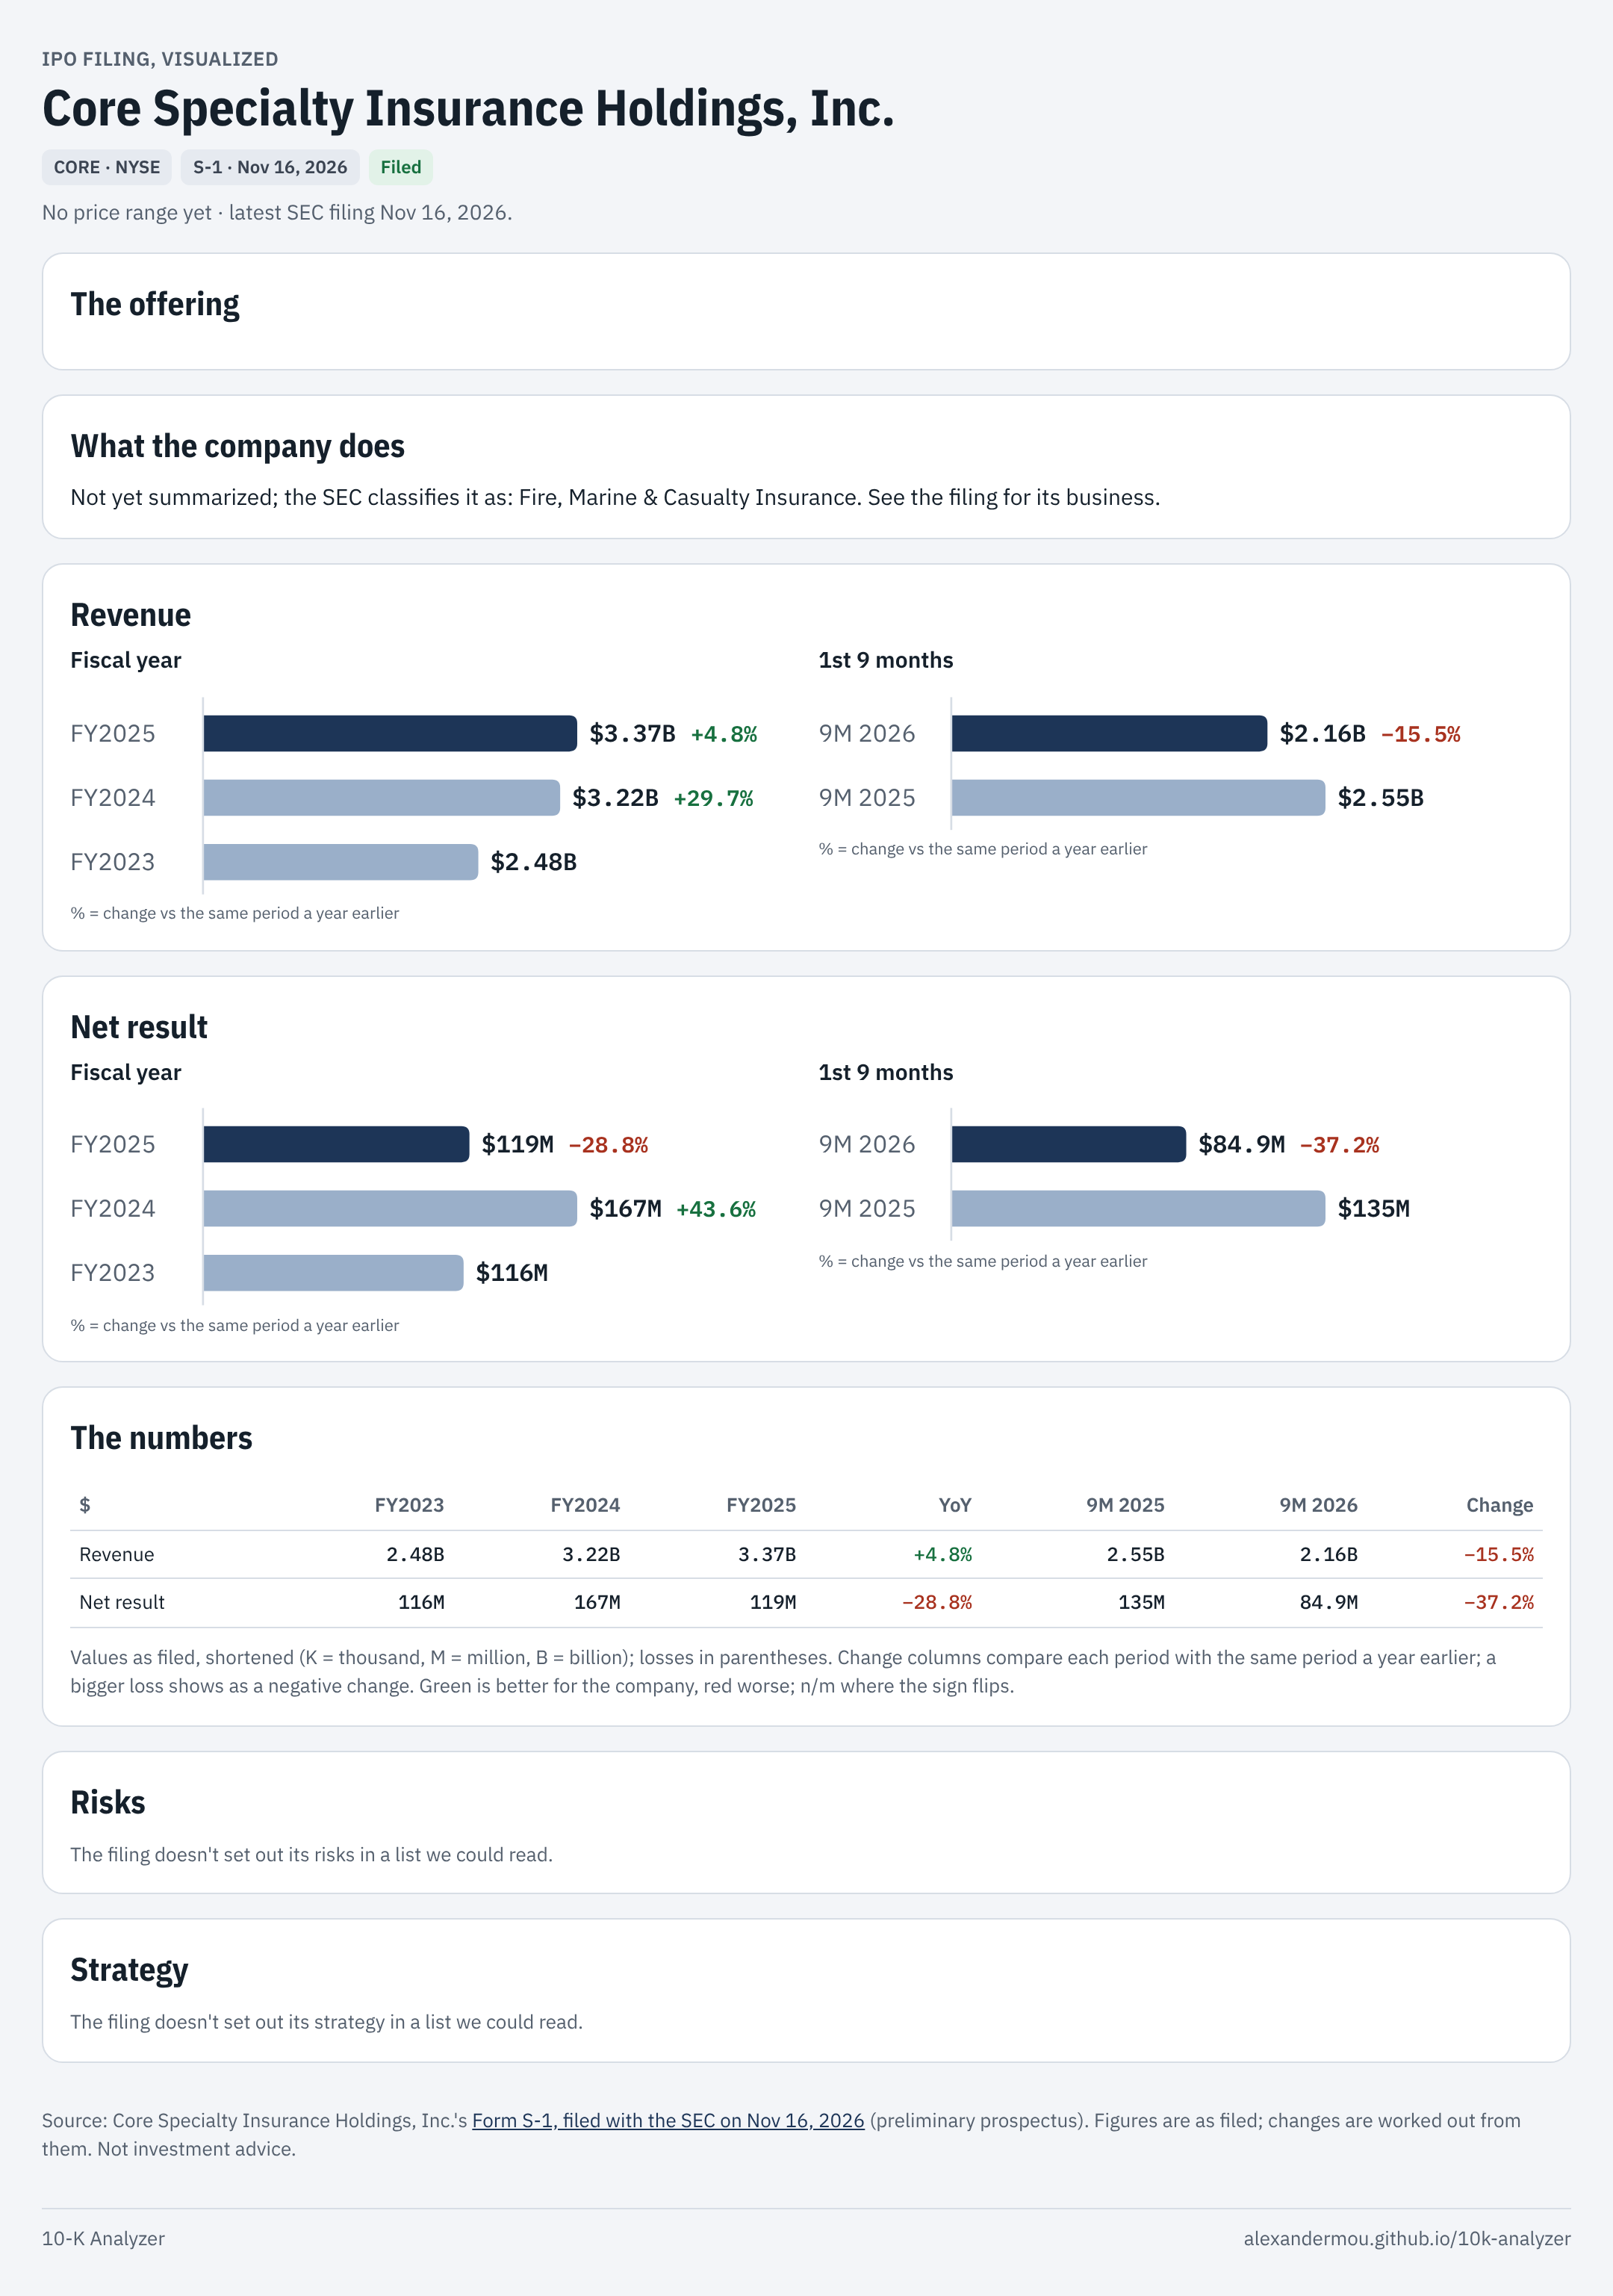 IPO FILING, VISUALIZED
Core Specialty Insurance Holdings, Inc.
CORE · NYSE S-1 · Nov 16, 2026 Filed
No price range yet · latest SEC filing Nov 16, 2026.
The offering
What the company does
Not yet summarized; the SEC classifies it as: Fire, Marine & Casualty Insurance. See the filing for its business.
Revenue
Fiscal year
FY2025 $3.37B +4.8%
FY2024 $3.22B +29.7%
FY2023 $2.48B
% = change vs the same period a year earlier
1st 9 months
9M 2026 $2.16B −15.5%
9M 2025 $2.55B
% = change vs the same period a year earlier
Net result
Fiscal year
FY2025 $119M −28.8%
FY2024 $167M +43.6%
FY2023 $116M
% = change vs the same period a year earlier
1st 9 months
9M 2026 $84.9M −37.2%
9M 2025 $135M
% = change vs the same period a year earlier
The numbers
$ FY2023 FY2024 FY2025 YoY 9M 2025 9M 2026 Change
Revenue 2.48B 3.22B 3.37B +4.8% 2.55B 2.16B −15.5%
Net result 116M 167M 119M −28.8% 135M 84.9M −37.2%
Values as filed, shortened (K = thousand, M = million, B = billion); losses in parentheses. Change columns compare each period with the same period a year earlier; a
bigger loss shows as a negative change. Green is better for the company, red worse; n/m where the sign flips.
Risks
The filing doesn't set out its risks in a list we could read.
Strategy
The filing doesn't set out its strategy in a list we could read.
Source: Core Specialty Insurance Holdings, Inc.'s Form S-1, filed with the SEC on Nov 16, 2026 (preliminary prospectus). Figures are as filed; changes are worked out from
them. Not investment advice.
10-K Analyzer alexandermou.github.io/10k-analyzer